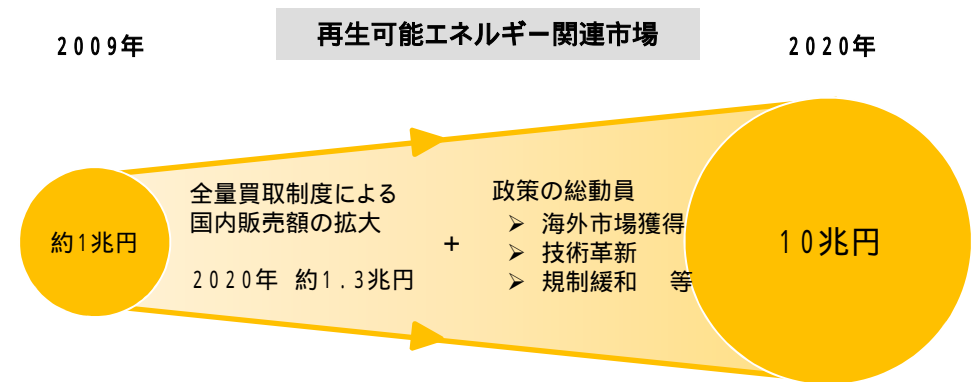 再生可能エネルギー関連市場
2009年
2020年
約1兆円
全量買取制度による
国内販売額の拡大
2020年 約1.3兆円
+
政策の総動員
➢ 海外市場獲得
➢ 技術革新
➢ 規制緩和 等
10兆円